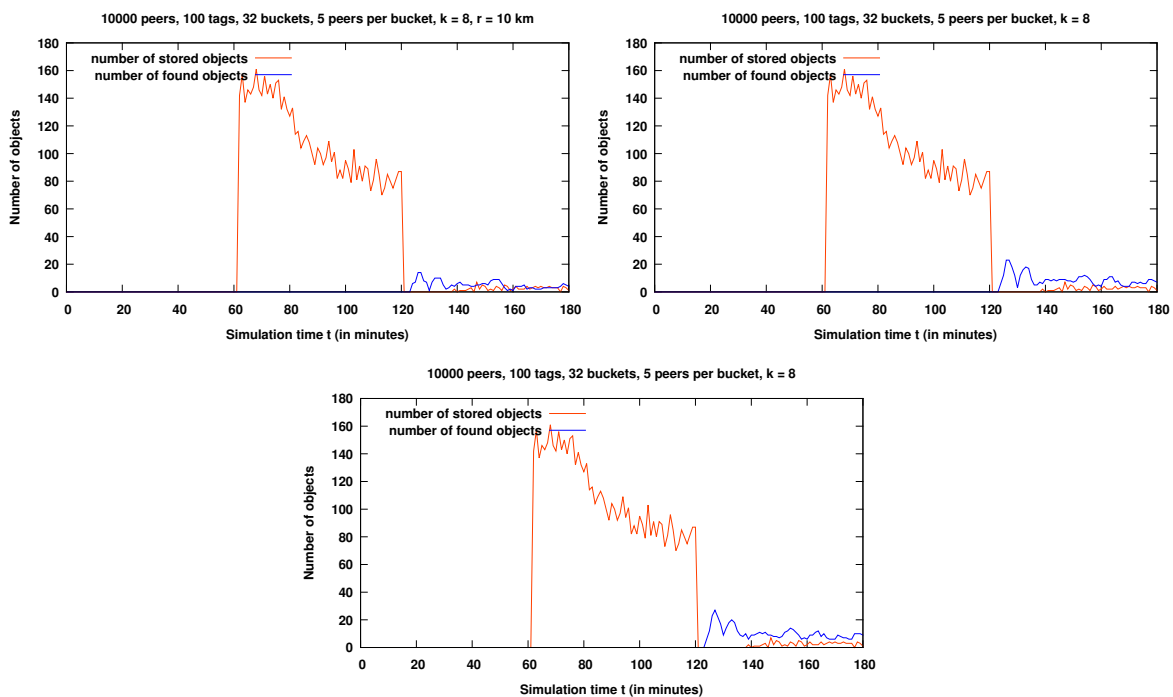 10000 peers, 100 tags, 32 buckets, 5 peers per bucket, k = 8, r = 10 km
number of stored objects
number of found objects
Number of objects
180
160
140
120
100
80
60
40
20
0
0 20 40 60 80 100 120 140 160 180
Simulation time t (in minutes)
10000 peers, 100 tags, 32 buckets, 5 peers per bucket, k = 8
number of stored objects
number of found objects
Number of objects
180
160
140
120
100
80
60
40
20
0
0 20 40 60 80 100 120 140 160 180
Simulation time t (in minutes)
10000 peers, 100 tags, 32 buckets, 5 peers per bucket, k = 8
number of stored objects
number of found objects
Number of objects
180
160
140
120
100
80
60
40
20
0
0 20 40 60 80 100 120 140 160 180
Simulation time t (in minutes)